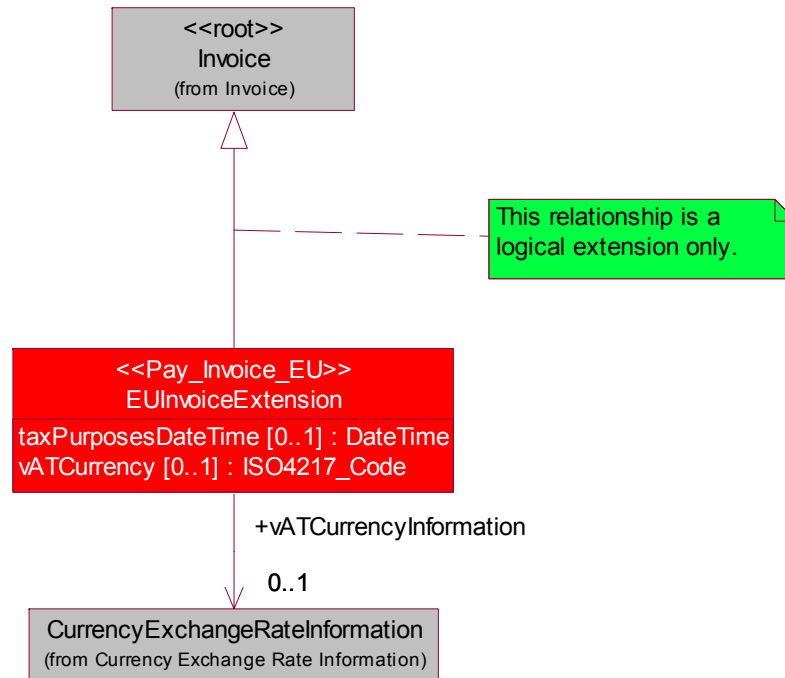 <<root>>
Invoice
(from Invoice)
This relationship is a
logical extension only.
<<Pay_Invoice_EU>>
EUInvoiceExtension
taxPurposesDateTime [0..1] : DateTime
vATCurrency [0..1] : ISO4217_Code
+vATCurrencyInformation
0..1
CurrencyExchangeRateInformation
(from Currency Exchange Rate Information)